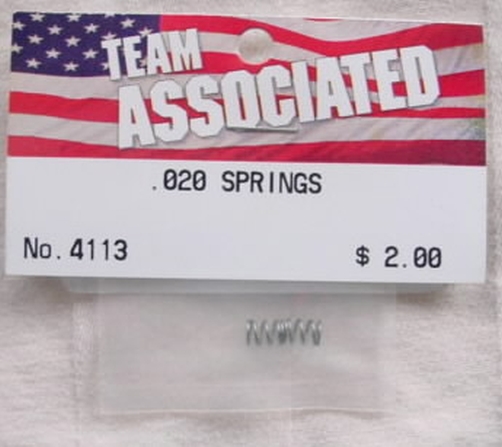 TEAM
ASSOCIATED
.020 SPRINGS
No. 4113 $ 2.00